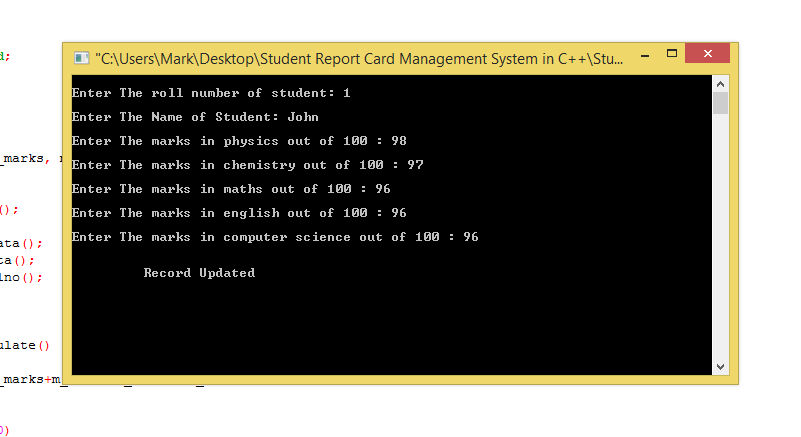 "C:\Users\Mark\Desktop\Student Report Card Management System in C++\Stu...
Enter The roll number of student: 1
Enter The Name of Student: John
Enter The marks in physics out of 100 : 98
Enter The marks in chemistry out of 100 : 97
Enter The marks in maths out of 100 : 96
Enter The marks in english out of 100 : 96
Enter The marks in computer science out of 100 : 96
Record Updated
d;
_marks,
();
ata();
ta();
lno();
ulate()
_marks+m_
0)